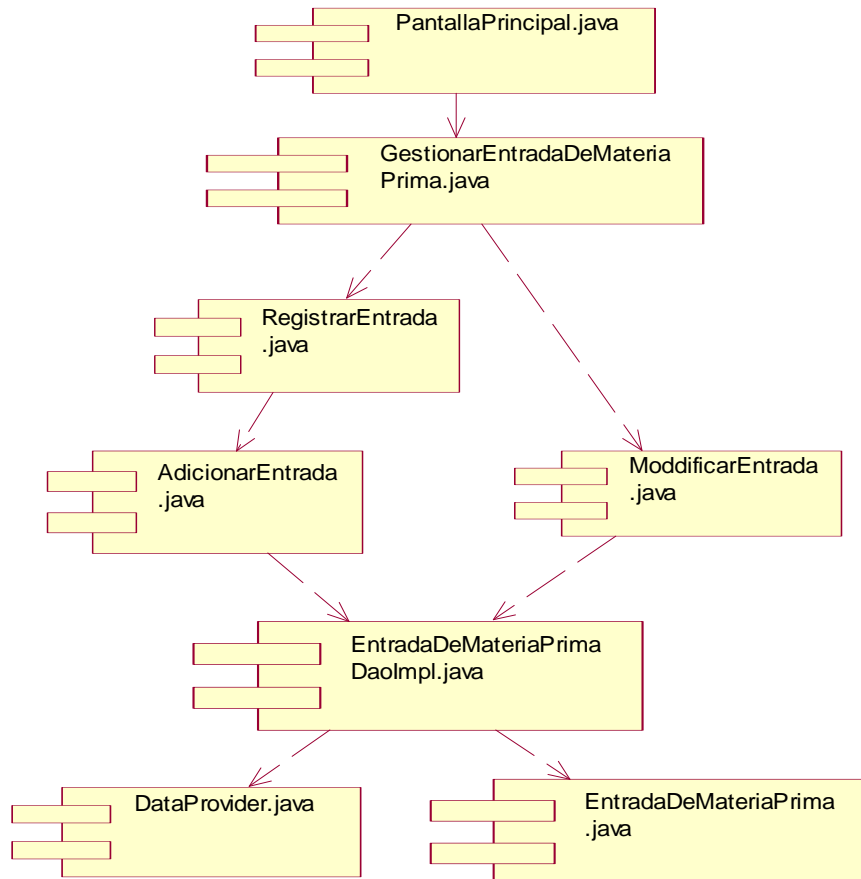 PantallaPrincipal.java
GestionarEntradaDeMateria
Prima.java
RegistrarEntrada
.java
AdicionarEntrada
.java
ModdificarEntrada
.java
EntradaDeMateriaPrima
DaoImpl.java
DataProvider.java
EntradaDeMateriaPrima
.java